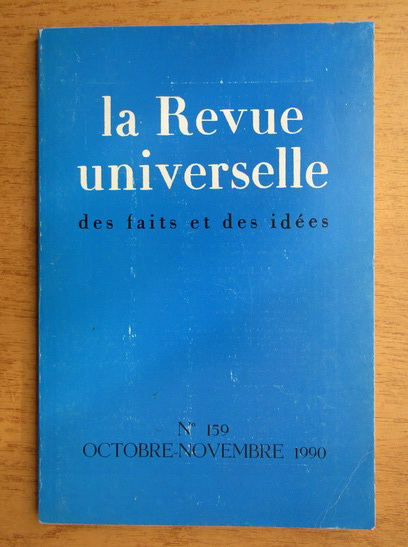 la Revue
universelle
des faits et des idées
N° 159
OCTOBRE-NOVEMBRE 1990